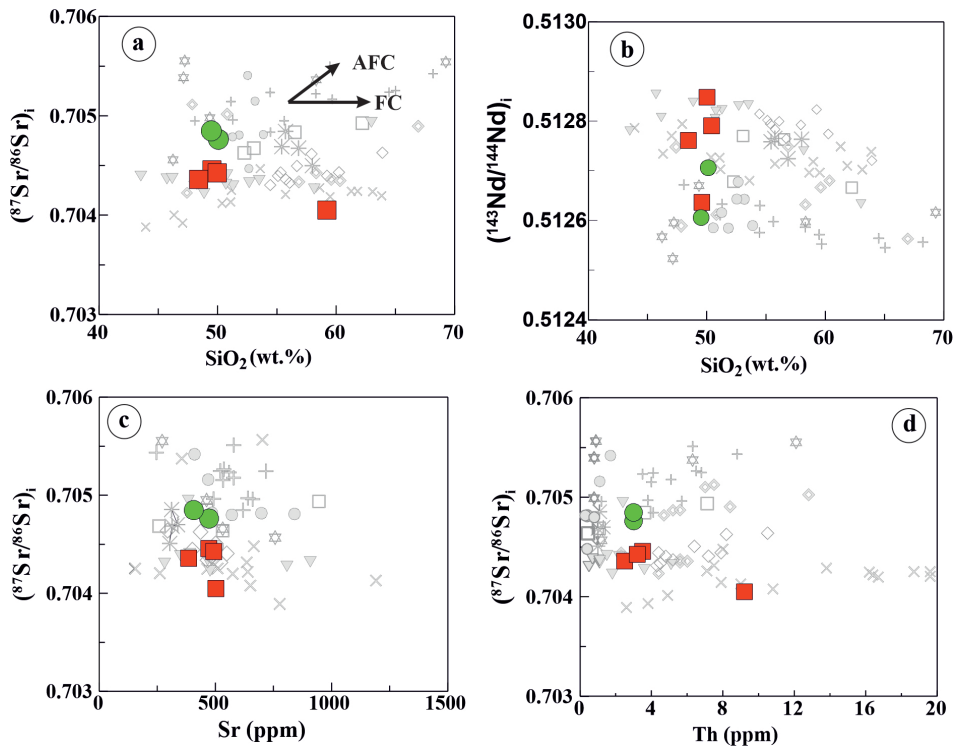 a
0.706
0.705
0.704
0.703
40
50
60
70
(⁸⁷Sr/⁸⁶Sr)ᵢ
SiO₂ (wt.%)
AFC
FC
b
0.5130
0.5128
0.5126
0.5124
40
50
60
70
(¹⁴³Nd/¹⁴⁴Nd)ᵢ
SiO₂ (wt.%)
c
0.706
0.705
0.704
0.703
0
500
1000
1500
(⁸⁷Sr/⁸⁶Sr)ᵢ
Sr (ppm)
d
0.706
0.705
0.704
0.703
0
4
8
12
16
20
(⁸⁷Sr/⁸⁶Sr)ᵢ
Th (ppm)